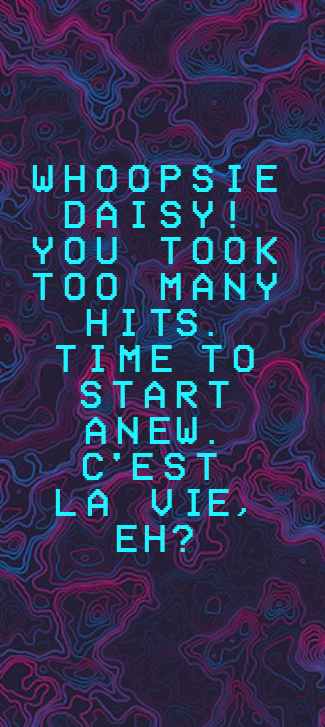 WHOOPSIE
DAISY!
YOU TOOK
TOO MANY
HITS.
TIME TO
START
ANEW.
C'EST
LA VIE,
EH?